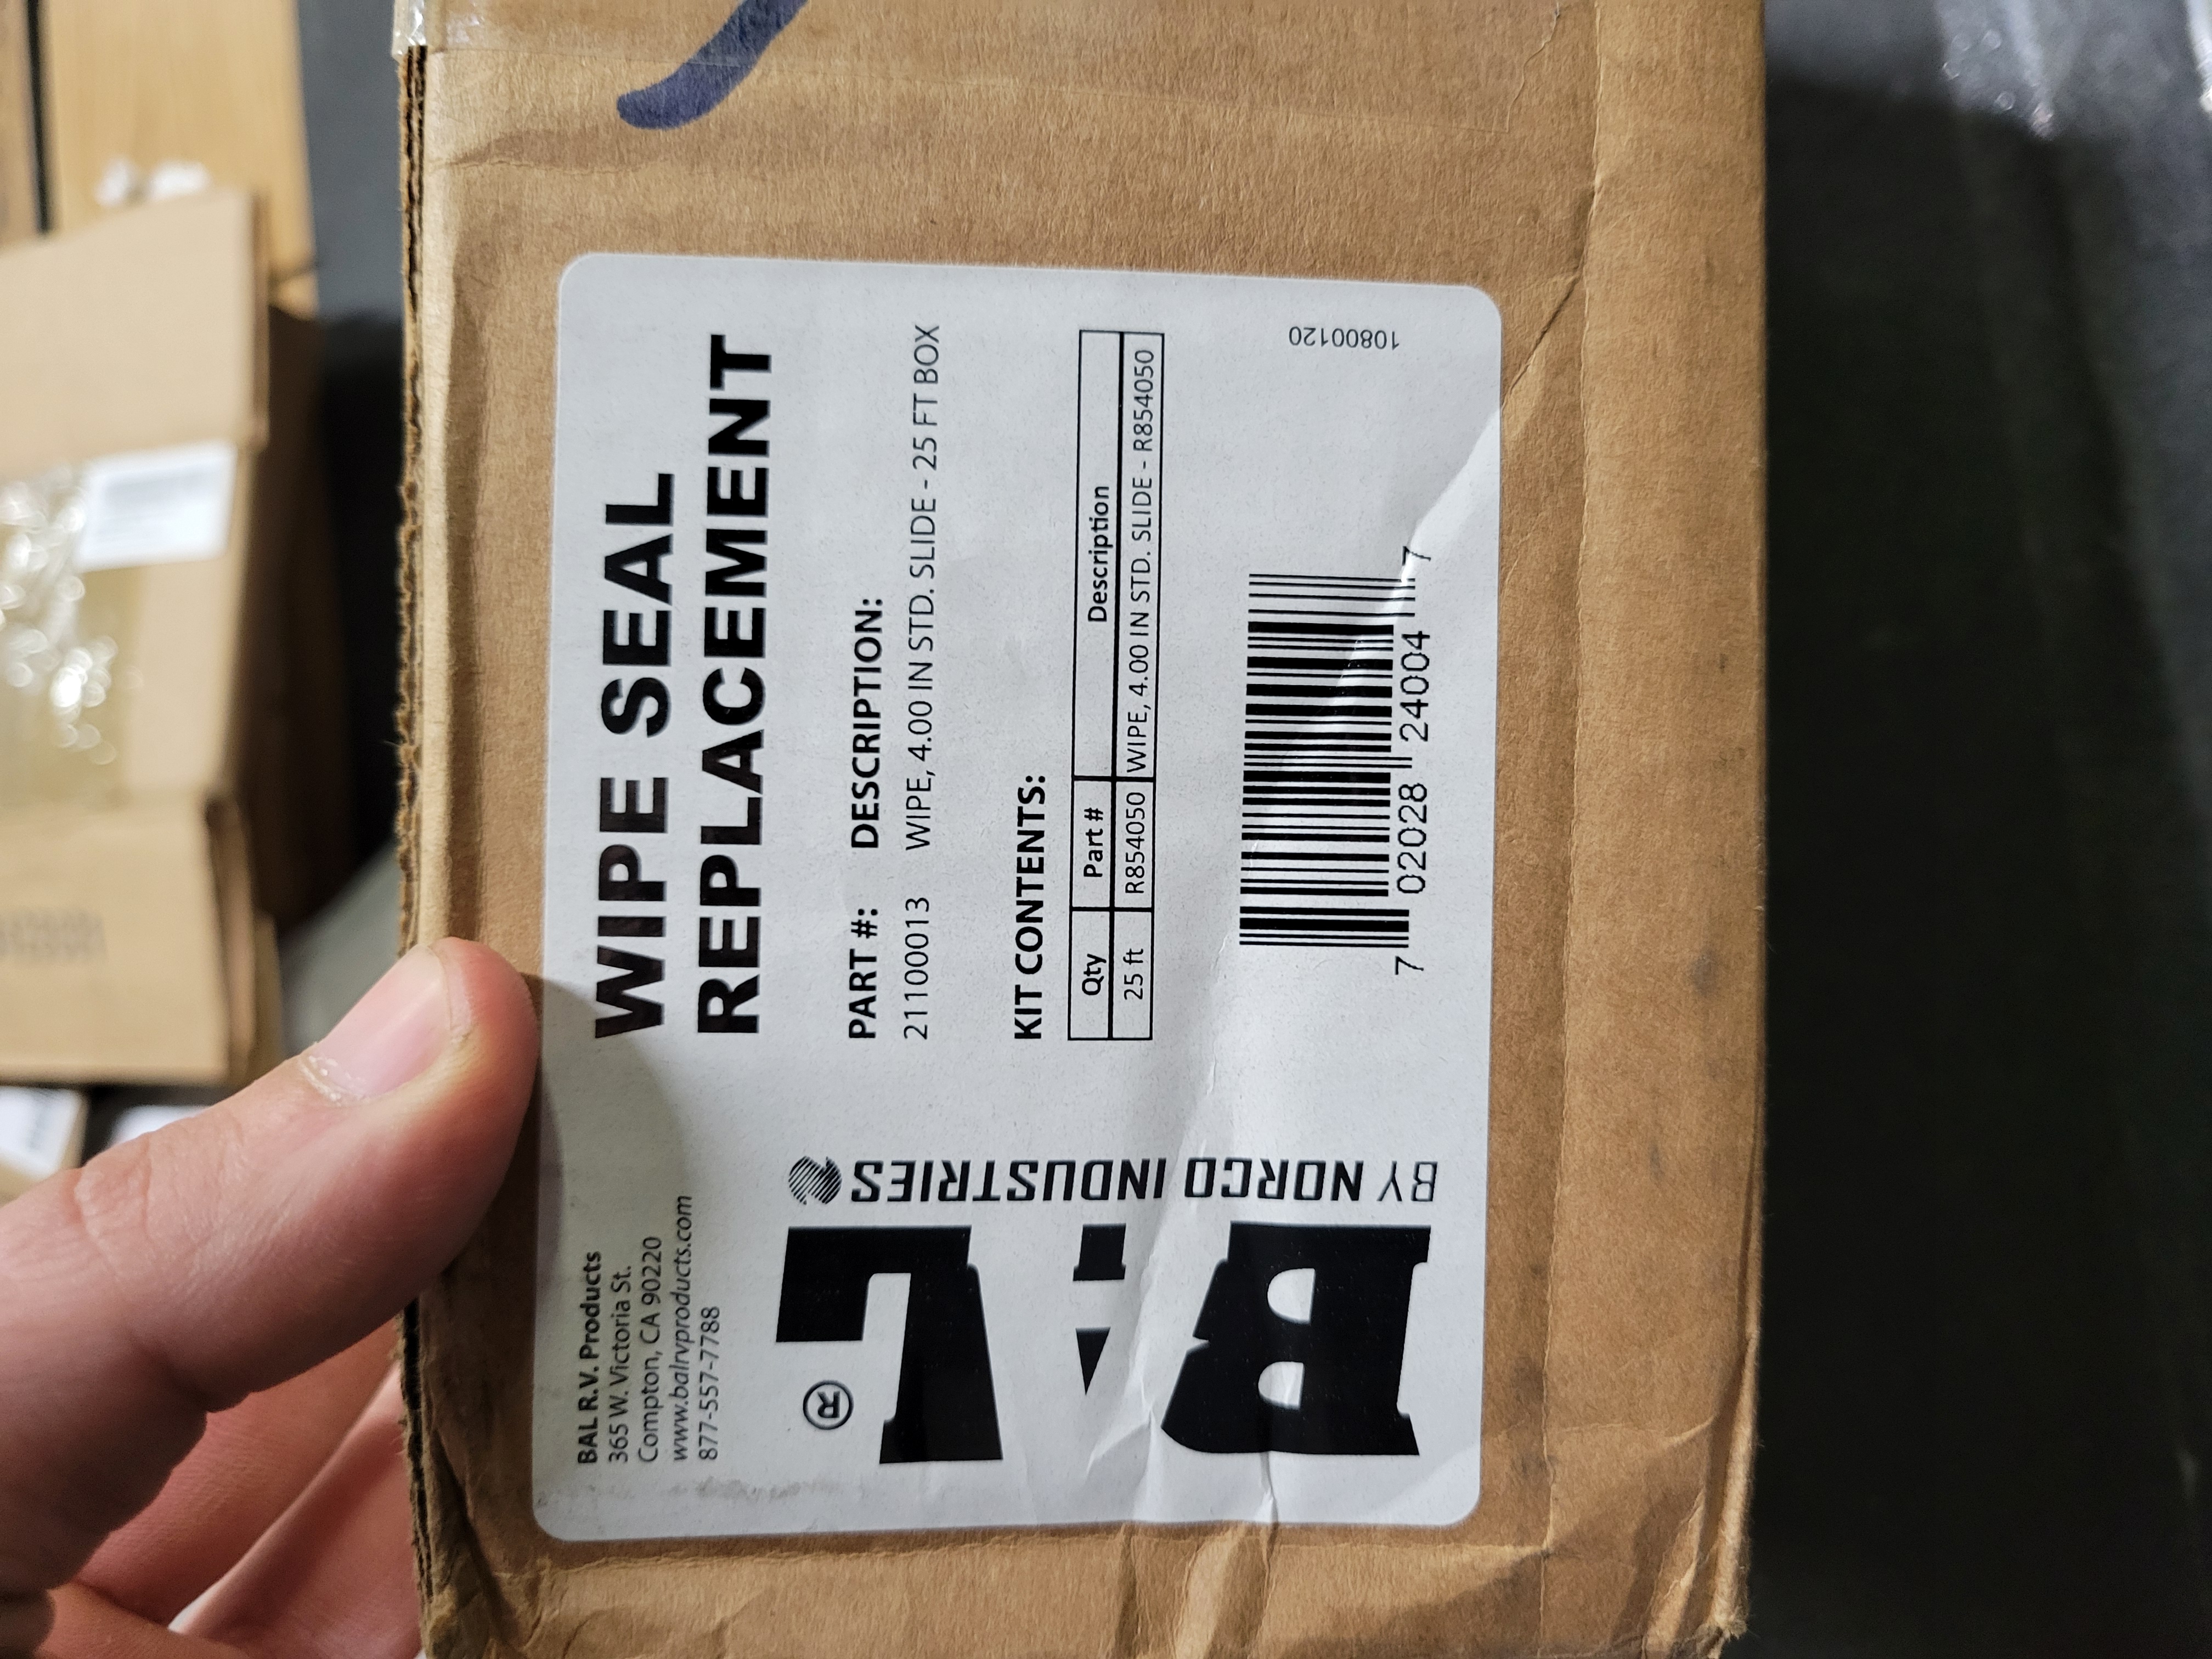 WIPE SEAL
REPLACEMENT
PART #: DESCRIPTION:
21100013 WIPE, 4.00 IN STD. SLIDE - 25 FT BOX
KIT CONTENTS:
Qty Part # Description
25 ft R854050 WIPE, 4.00 IN STD. SLIDE - R854050
7 02028 24004 7
10800120
BAL R.V. Products
365 W. Victoria St.
Compton, CA 90220
www.balrvproducts.com
877-557-7788
BAL ®
BY NORCO INDUSTRIES